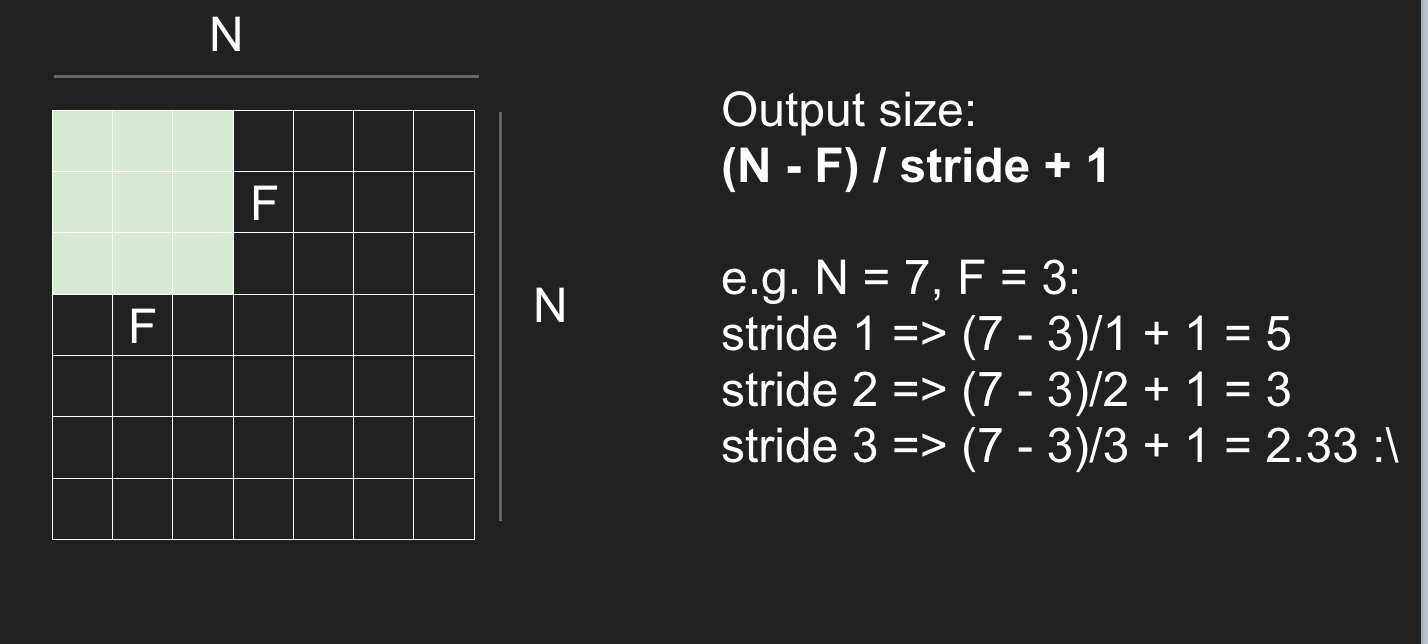 N
F
F
N
Output size:
(N - F) / stride + 1
e.g. N = 7, F = 3:
stride 1 => (7 - 3)/1 + 1 = 5
stride 2 => (7 - 3)/2 + 1 = 3
stride 3 => (7 - 3)/3 + 1 = 2.33 :\